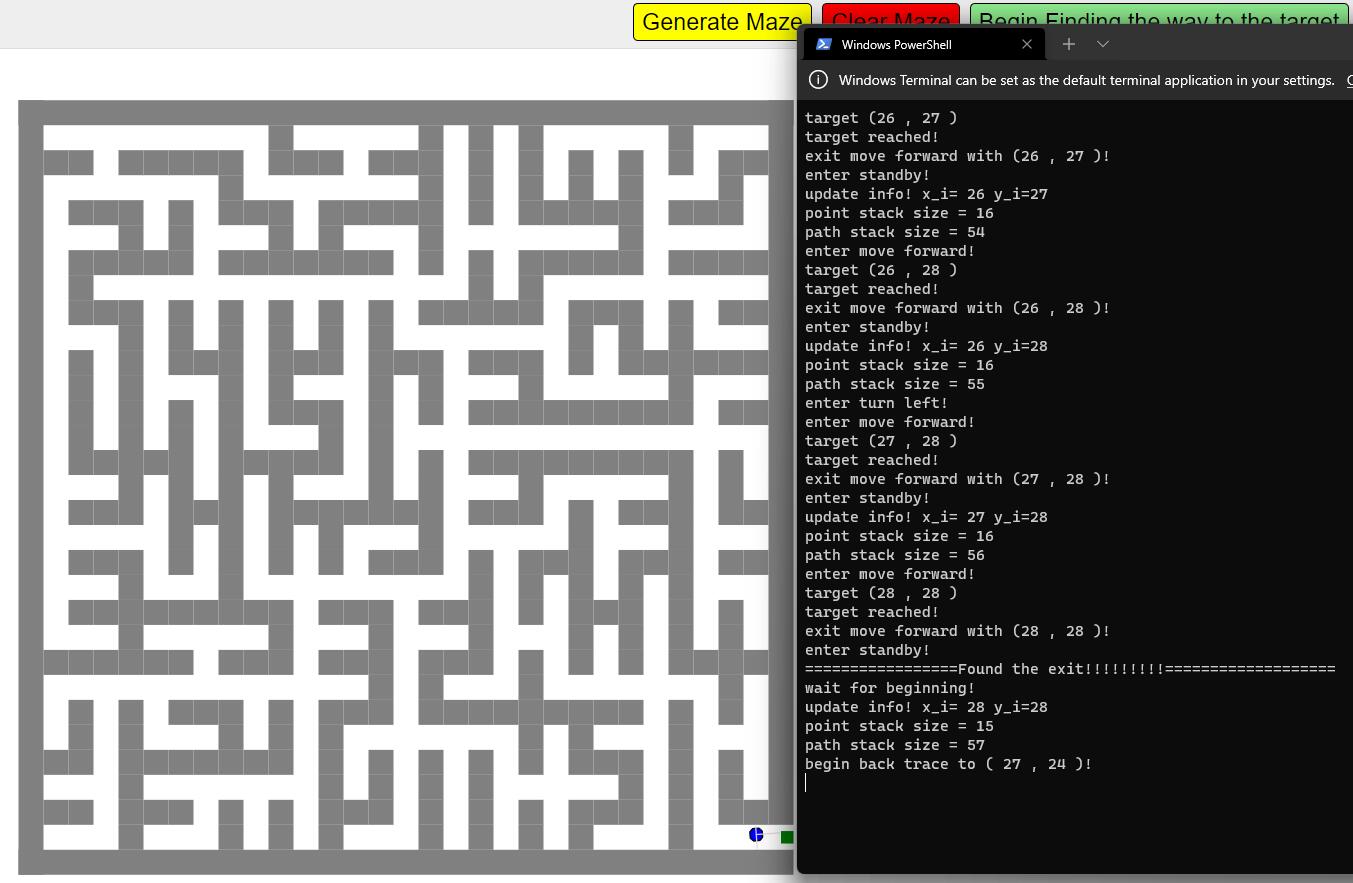 Generate Maze
Clear Maze
Begin Finding the way to the target
Windows PowerShell
Windows Terminal can be set as the default terminal application in your settings.
target (26 , 27 )
target reached!
exit move forward with (26 , 27 )!
enter standby!
update info! x_i= 26 y_i=27
point stack size = 16
path stack size = 54
enter move forward!
target (26 , 28 )
target reached!
exit move forward with (26 , 28 )!
enter standby!
update info! x_i= 26 y_i=28
point stack size = 16
path stack size = 55
enter turn left!
enter move forward!
target (27 , 28 )
target reached!
exit move forward with (27 , 28 )!
enter standby!
update info! x_i= 27 y_i=28
point stack size = 16
path stack size = 56
enter move forward!
target (28 , 28 )
target reached!
exit move forward with (28 , 28 )!
enter standby!
=================Found the exit!!!!!!!!!===================
wait for beginning!
update info! x_i= 28 y_i=28
point stack size = 15
path stack size = 57
begin back trace to ( 27 , 24 )!